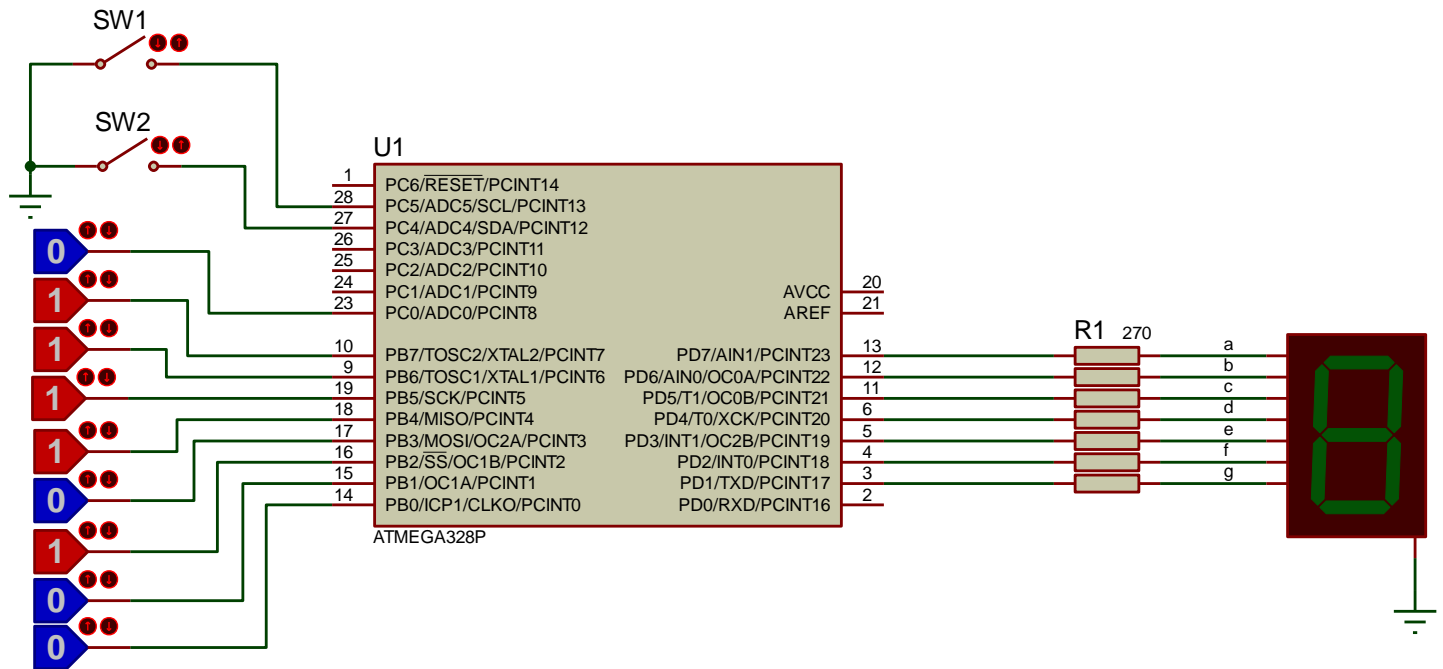 SW1
SW2
U1
1 PC6/RESET/PCINT14
28 PC5/ADC5/SCL/PCINT13
27 PC4/ADC4/SDA/PCINT12
26 PC3/ADC3/PCINT11
25 PC2/ADC2/PCINT10
24 PC1/ADC1/PCINT9
23 PC0/ADC0/PCINT8
10 PB7/TOSC2/XTAL2/PCINT7
9 PB6/TOSC1/XTAL1/PCINT6
19 PB5/SCK/PCINT5
18 PB4/MISO/PCINT4
17 PB3/MOSI/OC2A/PCINT3
16 PB2/SS/OC1B/PCINT2
15 PB1/OC1A/PCINT1
14 PB0/ICP1/CLKO/PCINT0
AVCC 20
AREF 21
PD7/AIN1/PCINT23 13
PD6/AIN0/OC0A/PCINT22 12
PD5/T1/OC0B/PCINT21 11
PD4/T0/XCK/PCINT20 6
PD3/INT1/OC2B/PCINT19 5
PD2/INT0/PCINT18 4
PD1/TXD/PCINT17 3
PD0/RXD/PCINT16 2
ATMEGA328P
0
1
1
1
1
0
1
0
0
R1 270
a
b
c
d
e
f
g